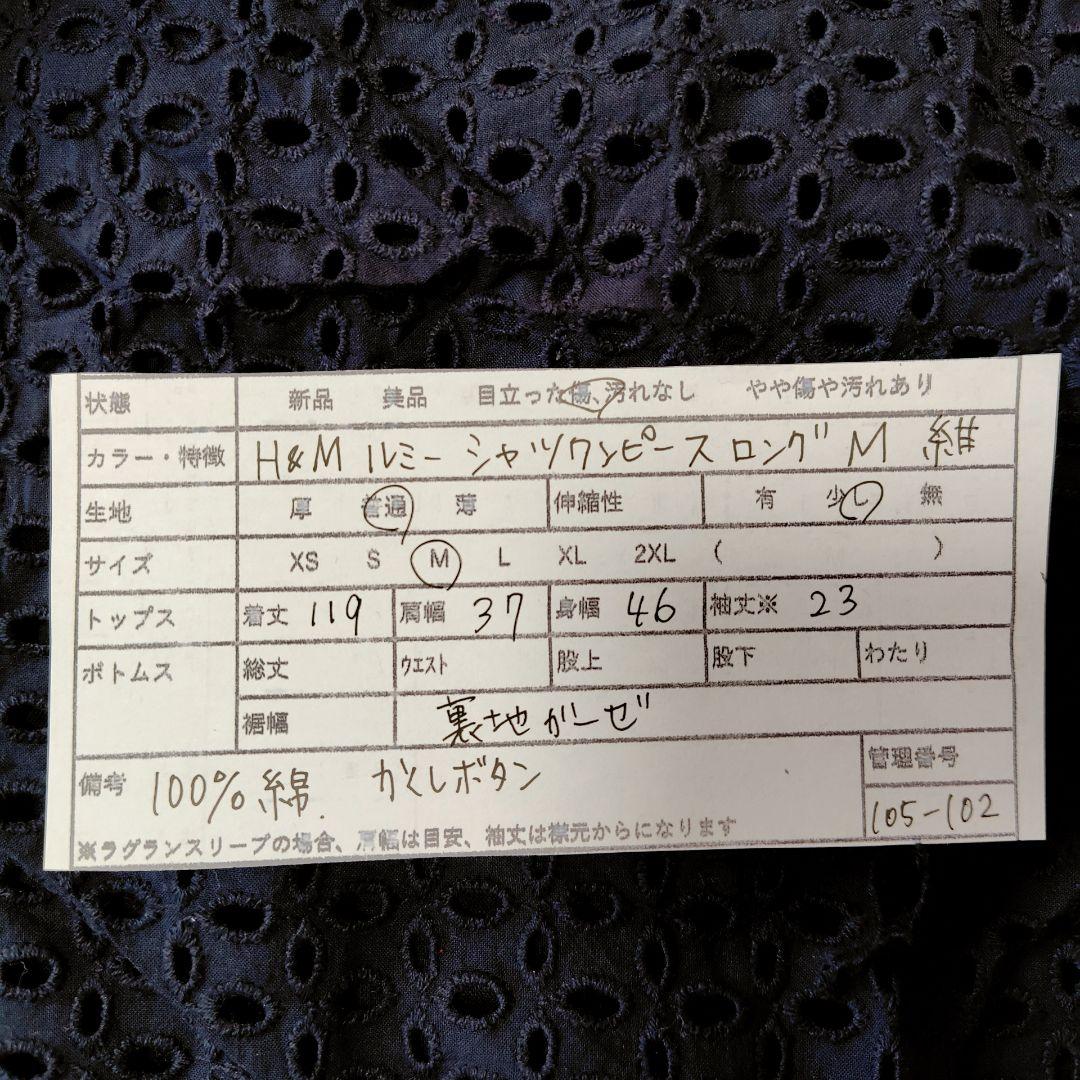 状態 新品 美品 目立った傷、汚れなし やや傷や汚れあり
カラー・特徴 H&M ルミー シャツワンピース ロング M 維
生地 厚 普通 薄 伸縮性 有 少し 無
サイズ XS S M L XL 2XL ( )
トップス 着丈 119 肩幅 37 身幅 46 袖丈※ 23
ボトムス 総丈 ウエスト 股上 股下 わたり
裾幅 裏地ガーゼ
備考 100%綿. かくしボタン 管理番号
105-102
※ラグランスリーブの場合、肩幅は目安、袖丈は襟元からになります